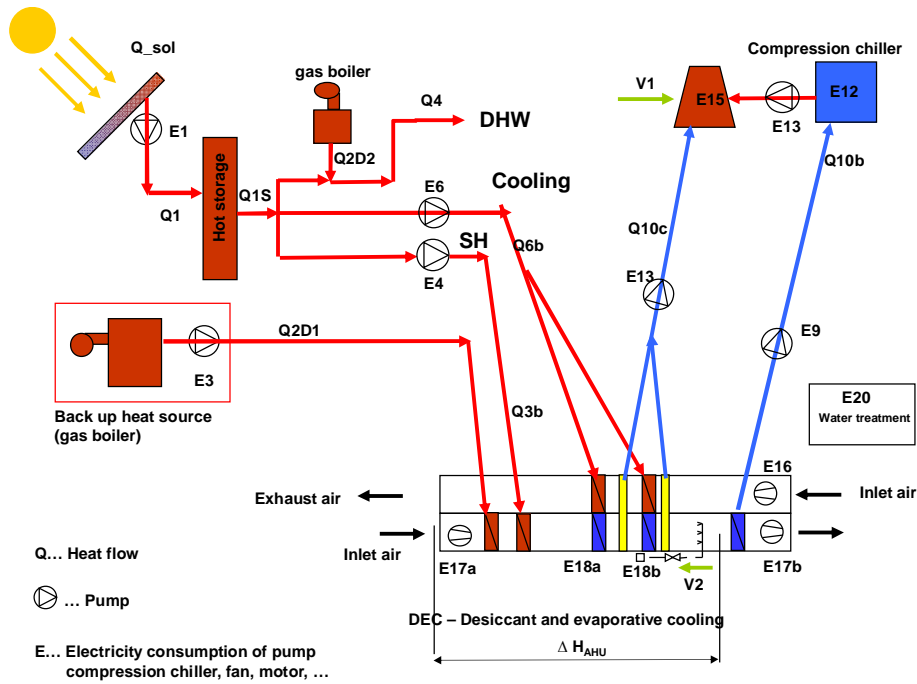 Q_sol
gas boiler
Compression chiller
V1
E15
E12
E13
Q4
DHW
E1
Q2D2
Q10b
Hot storage
Q1S
Cooling
Q1
E6
SH
Q6b
Q10c
E4
E13
Q2D1
E9
E3
Back up heat source
(gas boiler)
Q3b
E20
Water treatment
E16
Exhaust air
Inlet air
Inlet air
E17a
E18a
E18b
V2
E17b
Q... Heat flow
... Pump
DEC – Desiccant and evaporative cooling
Δ HAHU
E... Electricity consumption of pump
compression chiller, fan, motor, ...